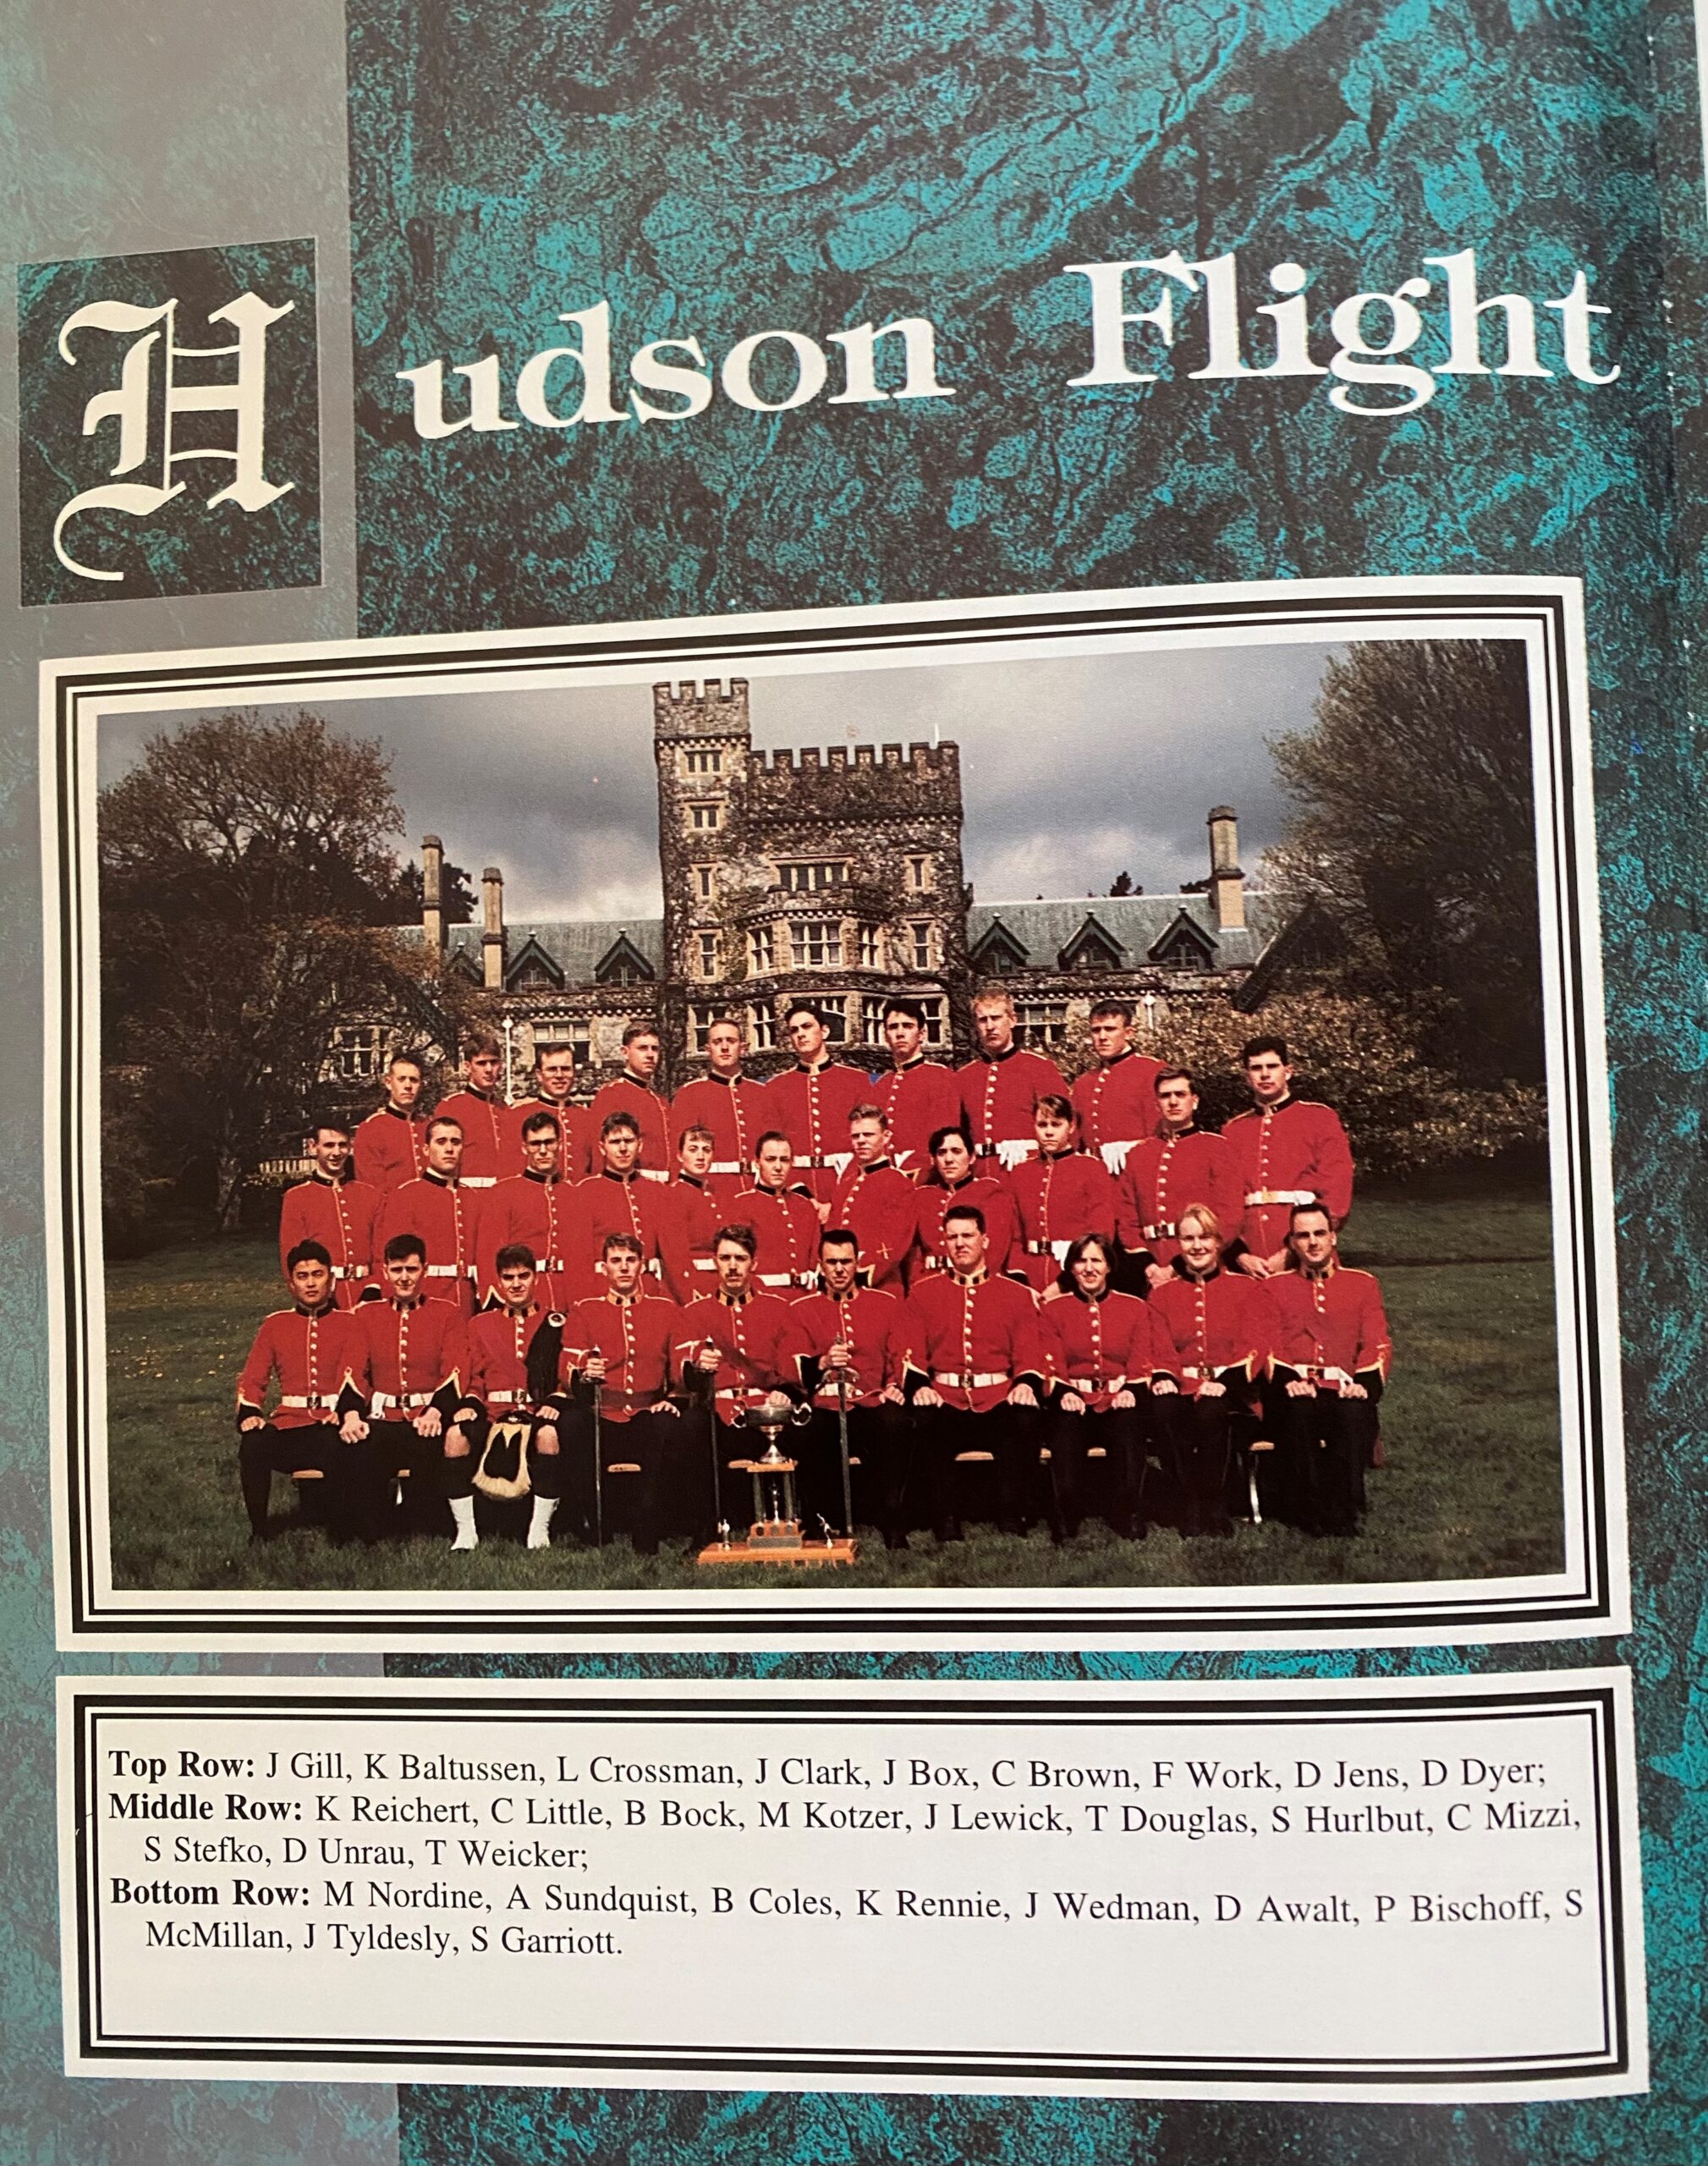 Hudson Flight
Top Row: J Gill, K Baltussen, L Crossman, J Clark, J Box, C Brown, F Work, D Jens, D Dyer;
Middle Row: K Reichert, C Little, B Bock, M Kotzer, J Lewick, T Douglas, S Hurlbut, C Mizzi,
S Stefko, D Unrau, T Weicker;
Bottom Row: M Nordine, A Sundquist, B Coles, K Rennie, J Wedman, D Awalt, P Bischoff, S
McMillan, J Tyldesly, S Garriott.